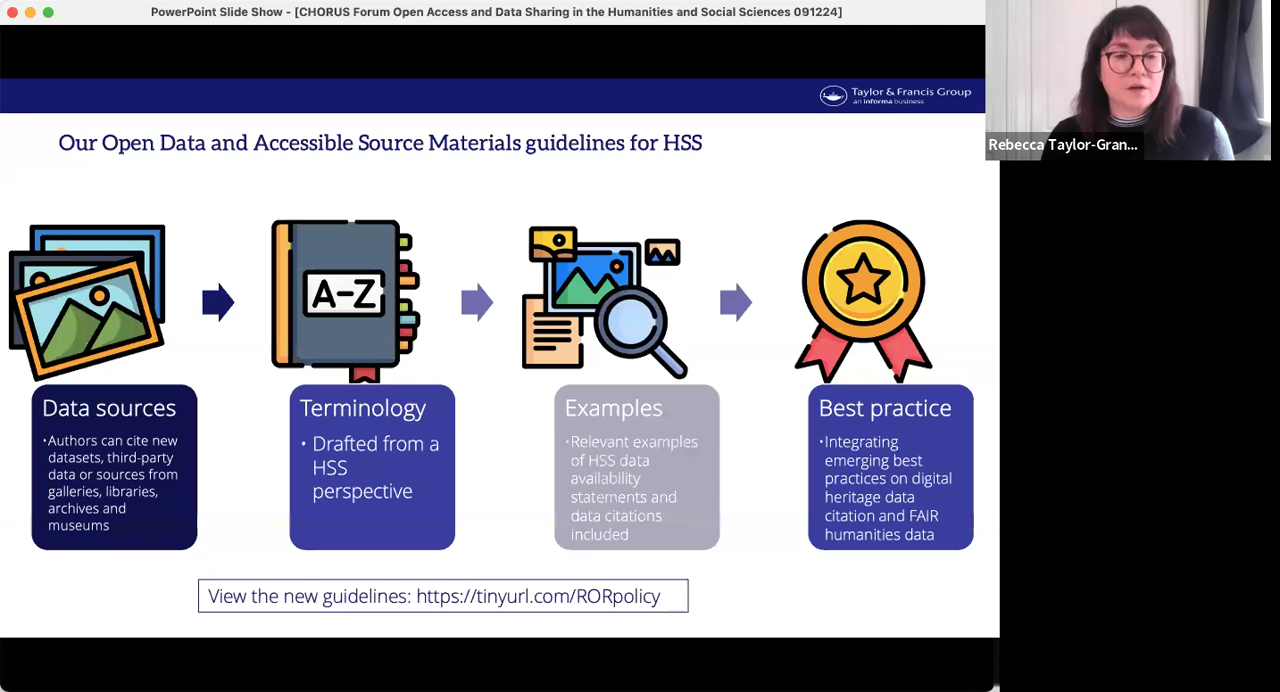 PowerPoint Slide Show - [CHORUS Forum Open Access and Data Sharing in the Humanities and Social Sciences 091224]
Taylor & Francis Group
an informa business
Rebecca Taylor-Gran...
Our Open Data and Accessible Source Materials guidelines for HSS
A-Z
Data sources
•Authors can cite new
datasets, third-party
data or sources from
galleries, libraries,
archives and
museums
Terminology
• Drafted from a
HSS
perspective
Examples
•Relevant examples
of HSS data
availability
statements and
data citations
included
Best practice
•Integrating
emerging best
practices on digital
heritage data
citation and FAIR
humanities data
View the new guidelines: https://tinyurl.com/RORpolicy